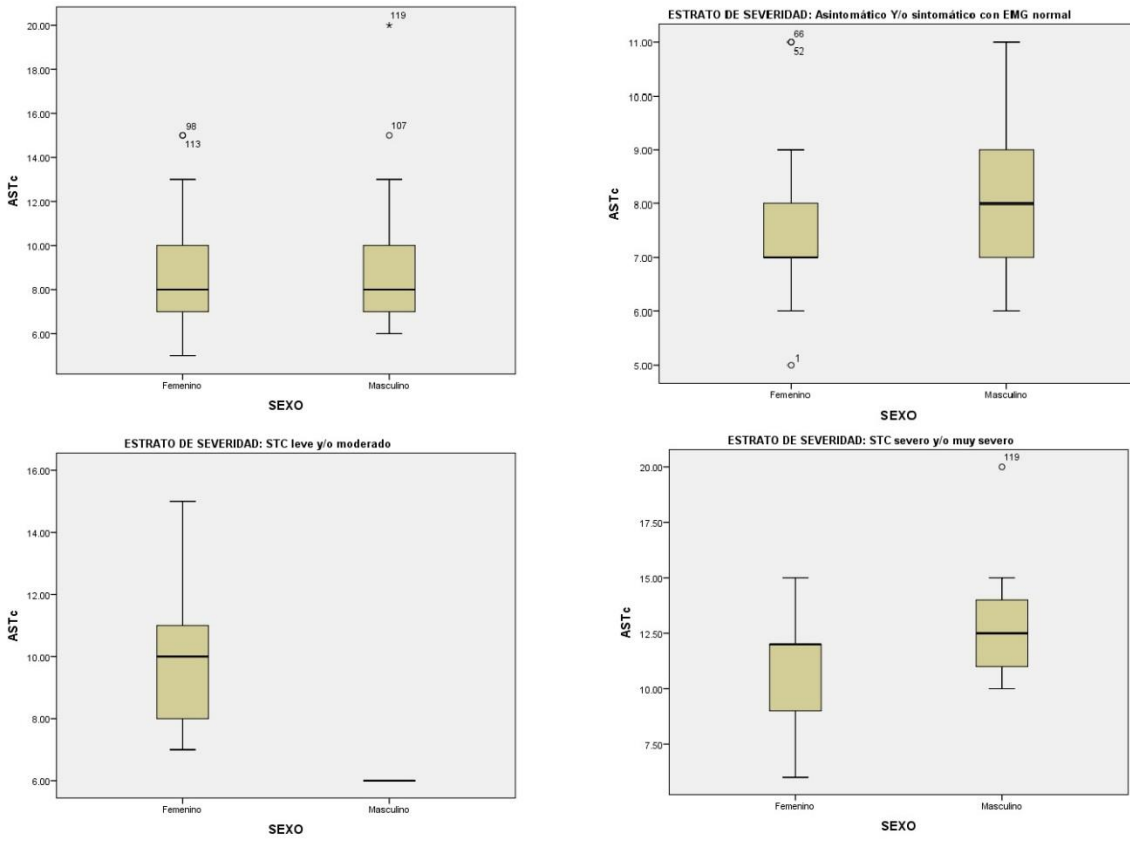 20.00
18.00
16.00
14.00
12.00
10.00
8.00
6.00
ASTc
98
113
119
107
Femenino
Masculino
SEXO
ESTRATO DE SEVERIDAD: Asintomático Y/o sintomático con EMG normal
11.00
10.00
9.00
8.00
7.00
6.00
5.00
ASTc
66
52
1
Femenino
Masculino
SEXO
ESTRATO DE SEVERIDAD: STC leve y/o moderado
16.00
14.00
12.00
10.00
8.00
6.00
ASTc
Femenino
Masculino
SEXO
ESTRATO DE SEVERIDAD: STC severo y/o muy severo
20.00
17.50
15.00
12.50
10.00
7.50
ASTc
119
Femenino
Masculino
SEXO